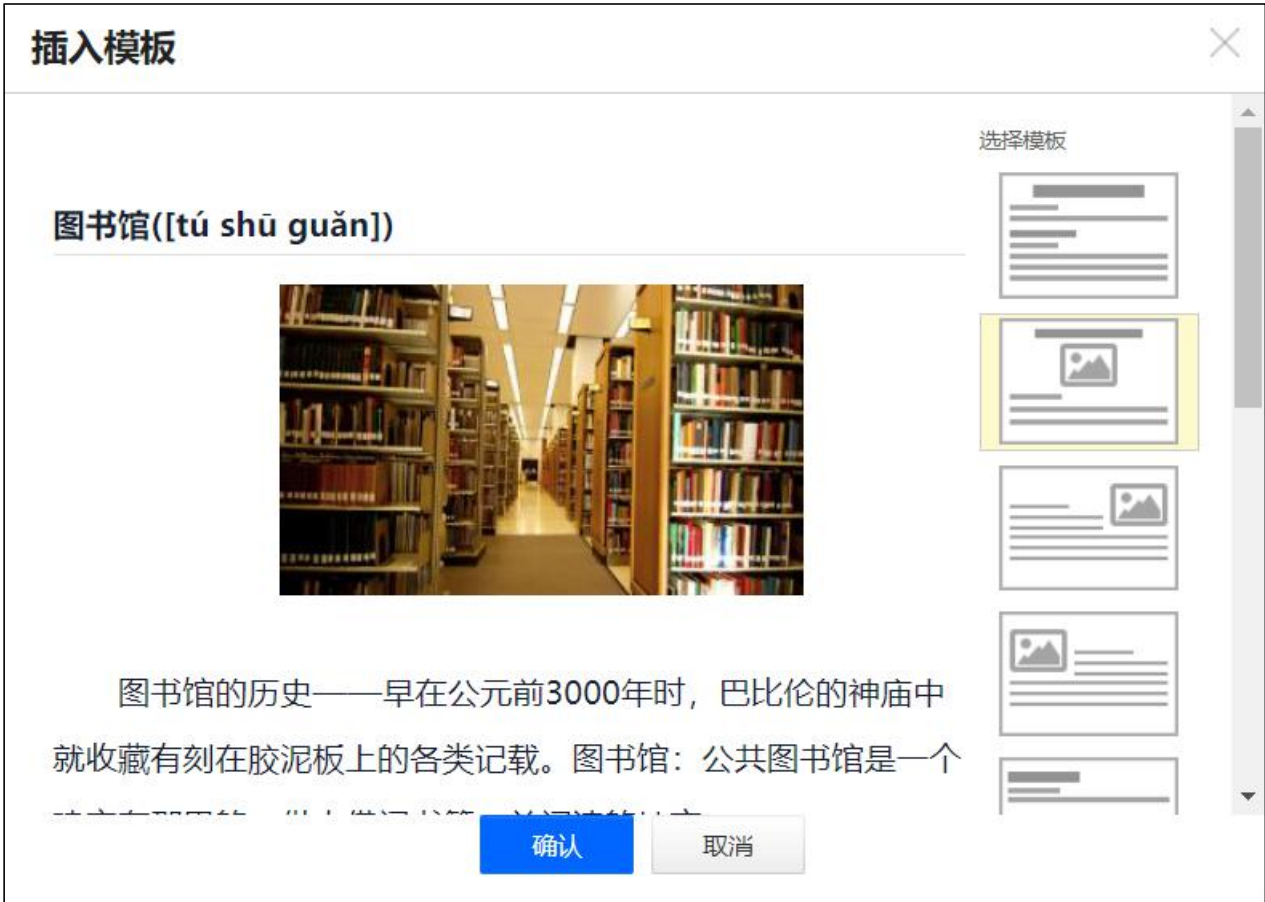 插入模板
选择模板
图书馆([tú shū guǎn])
图书馆的历史——早在公元前3000年时，巴比伦的神庙中
就收藏有刻在胶泥板上的各类记载。图书馆：公共图书馆是一个
确认
取消